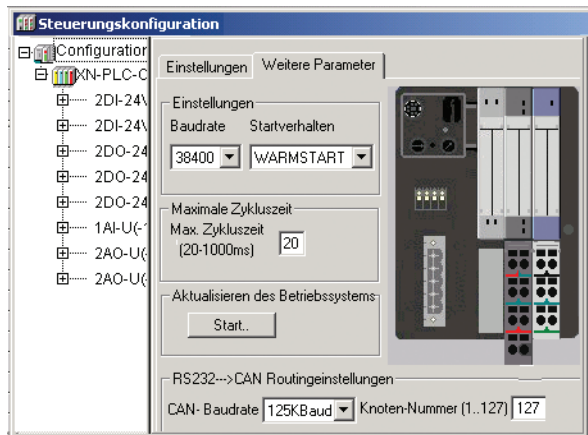 Steuerungskonfiguration
Configuration
XN-PLC-C
2DI-24V
2DI-24V
2DO-24
2DO-24
2DO-24
1AI-U(-1
2AO-U(-
2AO-U(-
Einstellungen Weitere Parameter
Einstellungen
Baudrate Startverhalten
38400 WARMSTART
Maximale Zykluszeit
Max. Zykluszeit
(20-1000ms) 20
Aktualisieren des Betriebssystems
Start..
RS232--->CAN Routingeinstellungen
CAN- Baudrate 125KBaud Knoten-Nummer (1..127) 127